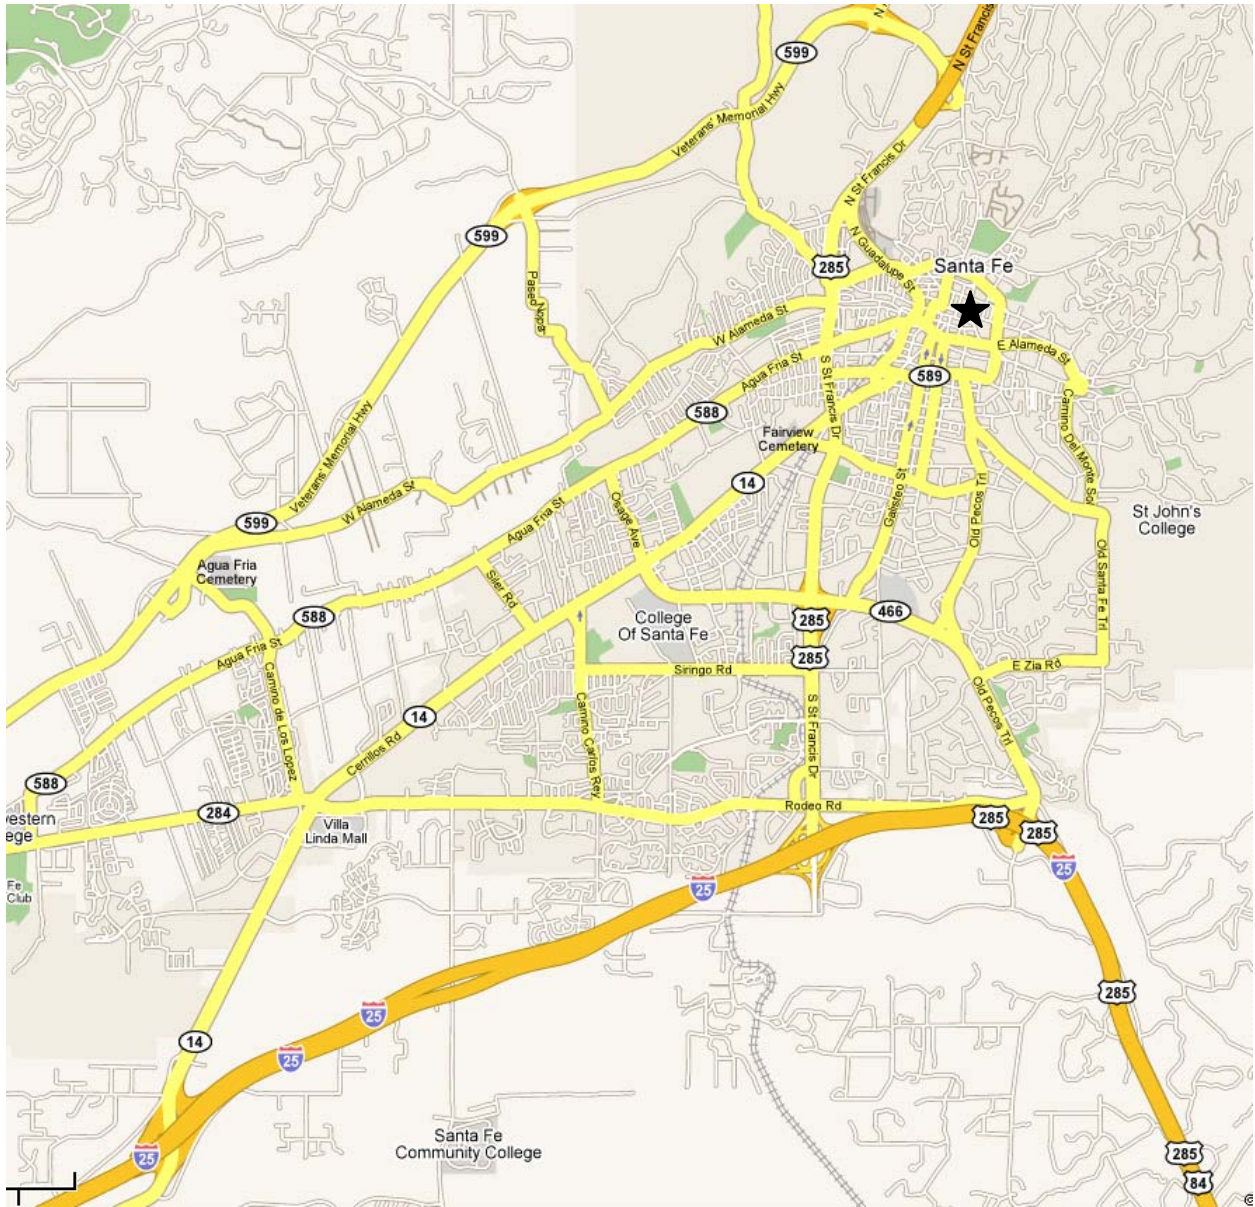 N St Francis
599
Veterans' Memorial Hwy
N St Francis Dr
599
N Guadalupe St
285
Santa Fe
Paseo Nopal
W Alameda St
E Alameda St
S St Francis Dr
Agua Fria St
589
588
Camino Del Monte Sol
Fairview
Cemetery
14
Veterans' Memorial Hwy
W Alameda St
Osage Ave
Galisteo St
Old Pecos Trl
St John's
College
599
Agua Fria St
Agua Fria
Cemetery
Siler Rd
Old Santa Fe Trl
588
College
Of Santa Fe
285
466
285
Agua Fria St
Siringo Rd
E Zia Rd
Camino de Los Lopez
14
Camino Carlos Rey
S St Francis Dr
Old Pecos Trl
Cerrillos Rd
588
284
Rodeo Rd
western
ege
Villa
Linda Mall
285
285
25
25
Fe
Club
285
25
14
25
Santa Fe
Community College
25
285
84
©